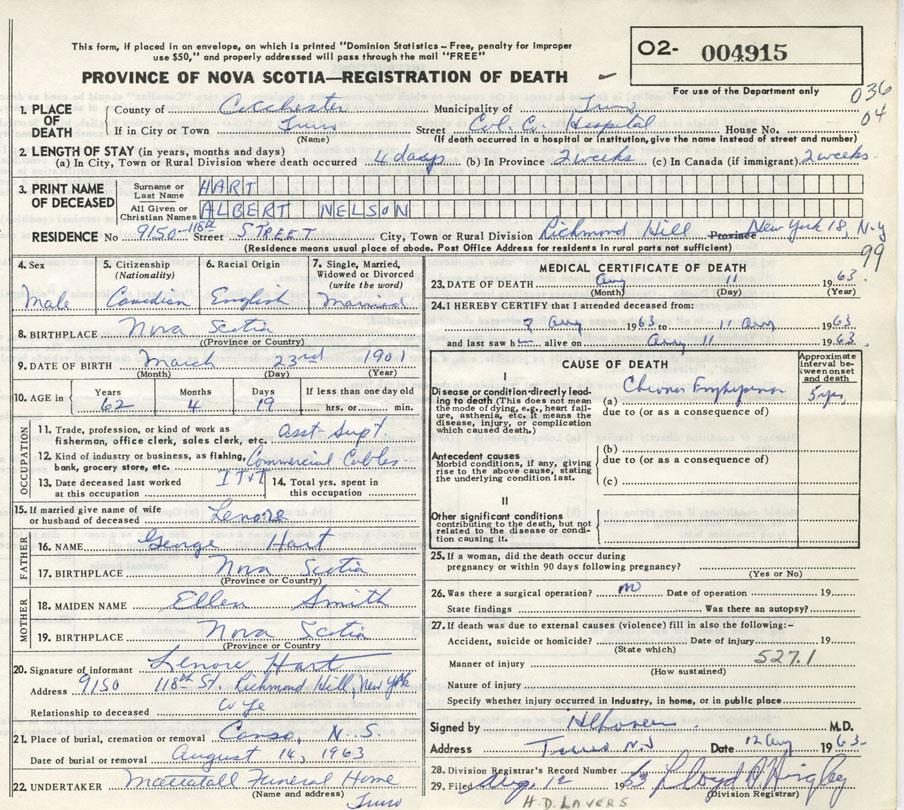 This form, if placed in an envelope, on which is printed "Dominion Statistics – Free, penalty for improper
use $50," and properly addressed will pass through the mail "FREE"
O2- 004915
PROVINCE OF NOVA SCOTIA—REGISTRATION OF DEATH
For use of the Department only
036
04
1. PLACE OF DEATH
County of Colchester Municipality of Truro
If in City or Town Truro Street Col. Co. Hospital House No.
(Name) (If death occurred in a hospital or institution, give the name instead of street and number)
2. LENGTH OF STAY (in years, months and days)
(a) In City, Town or Rural Division where death occurred 4 days (b) In Province 2 weeks (c) In Canada (if immigrant) 2 weeks
3. PRINT NAME OF DECEASED
Surname or Last Name HART
All Given or Christian Names ALBERT NELSON
RESIDENCE No 9150-118th Street STREET City, Town or Rural Division Richmond Hill Province New York 18, N-Y
(Residence means usual place of abode. Post Office Address for residents in rural parts not sufficient)
99
4. Sex Male
5. Citizenship (Nationality) Canadian
6. Racial Origin English
7. Single, Married, Widowed or Divorced (write the word) Married
8. BIRTHPLACE Nova Scotia
(Province or Country)
9. DATE OF BIRTH March 23rd 1901
(Month) (Day) (Year)
10. AGE in Years 62 Months 4 Days 19 If less than one day old hrs. or min.
OCCUPATION
11. Trade, profession, or kind of work as fisherman, office clerk, sales clerk, etc. Asst-Supt
12. Kind of industry or business, as fishing, bank, grocery store, etc. Commercial Cables
13. Date deceased last worked at this occupation ITVT
14. Total yrs. spent in this occupation
15. If married give name of wife or husband of deceased Lenore
FATHER
16. NAME George Hart
17. BIRTHPLACE Nova Scotia
(Province or Country)
MOTHER
18. MAIDEN NAME Ellen Smith
19. BIRTHPLACE Nova Scotia
(Province or Country
20. Signature of informant Lenore Hart
Address 9150 118th St. Richmond Hill, New York
Relationship to deceased Wife
21. Place of burial, cremation or removal Canso, N.S.
Date of burial or removal August 14, 1963
22. UNDERTAKER Mattatall Funeral Home
(Name and address) Truro
MEDICAL CERTIFICATE OF DEATH
23. DATE OF DEATH Aug 11 1963
(Month) (Day) (Year)
24. I HEREBY CERTIFY that I attended deceased from:
Aug 1963 to 11 Aug 1963
and last saw him alive on Aug 11 1963
CAUSE OF DEATH
Approximate interval between onset and death
I
Disease or condition directly leading to death (This does not mean the mode of dying, e.g., heart failure, asthenia, etc. It means the disease, injury, or complication which caused death.)
(a) Chronic Emphysema 5 yrs
due to (or as a consequence of)
Antecedent causes
Morbid conditions, if any, giving rise to the above cause, stating the underlying condition last.
(b)
due to (or as a consequence of)
(c)
II
Other significant conditions
contributing to the death, but not related to the disease or condition causing it.
25. If a woman, did the death occur during
pregnancy or within 90 days following pregnancy?
(Yes or No)
26. Was there a surgical operation? no Date of operation 19
State findings Was there an autopsy?
27. If death was due to external causes (violence) fill in also the following:–
Accident, suicide or homicide? Date of injury 19
(State which)
527.1
Manner of injury
(How sustained)
Nature of injury
Specify whether injury occurred in Industry, in home, or in public place
Signed by M.D.
Address Truro N.S Date 12 Aug 1963
28. Division Registrar's Record Number
29. Filed Aug. 12 63 Lloyd
(Division Registrar)
H.D. LAVERS